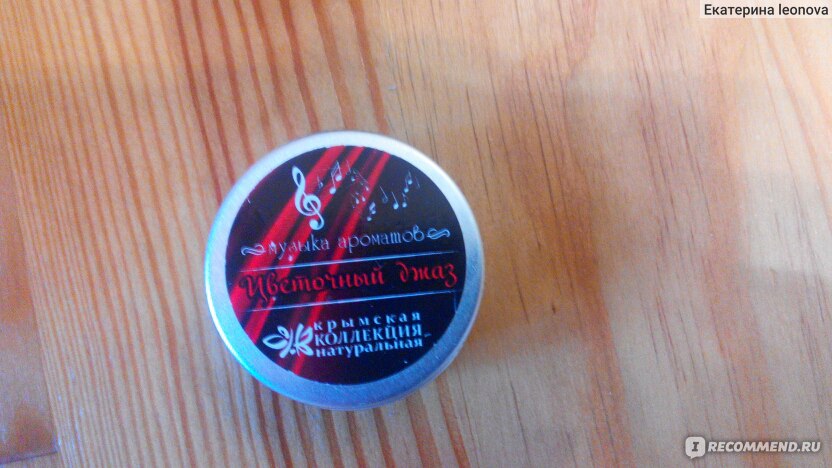 Екатерина leonova
музыка ароматов
Цветочный джаз
крымская
КОЛЛЕКЦИЯ
натуральная
I RECOMMEND.RU